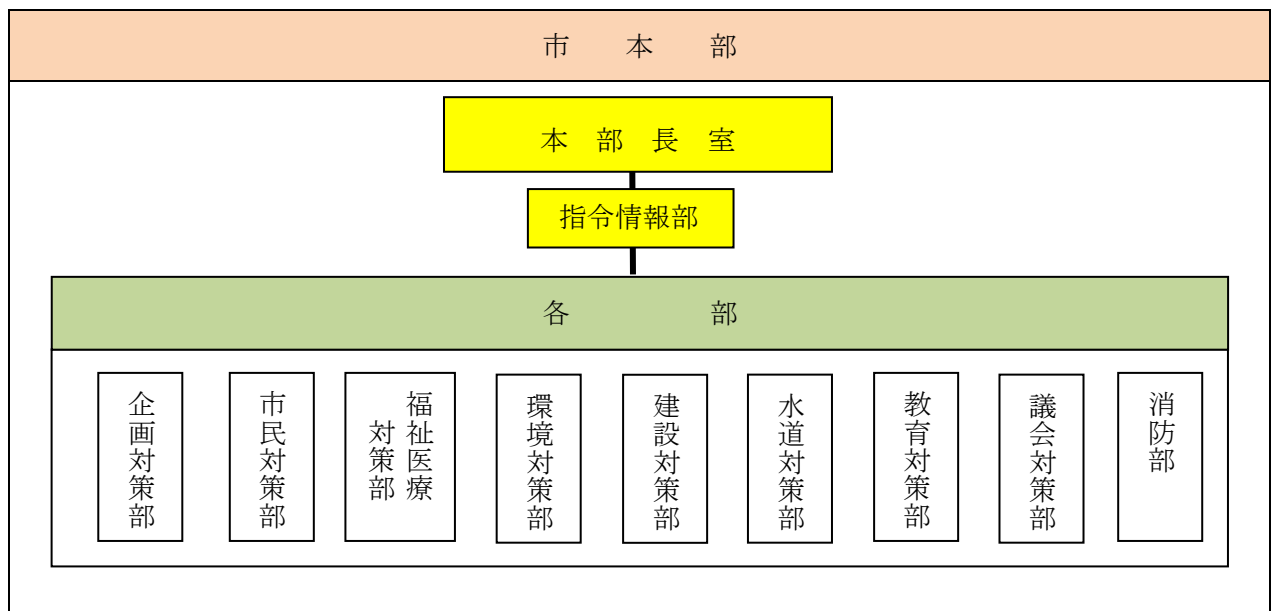 市　本　部
本　部　長　室
指令情報部
各　部
企画対策部
市民対策部
福祉医療
対策部
環境対策部
建設対策部
水道対策部
教育対策部
議会対策部
消防部